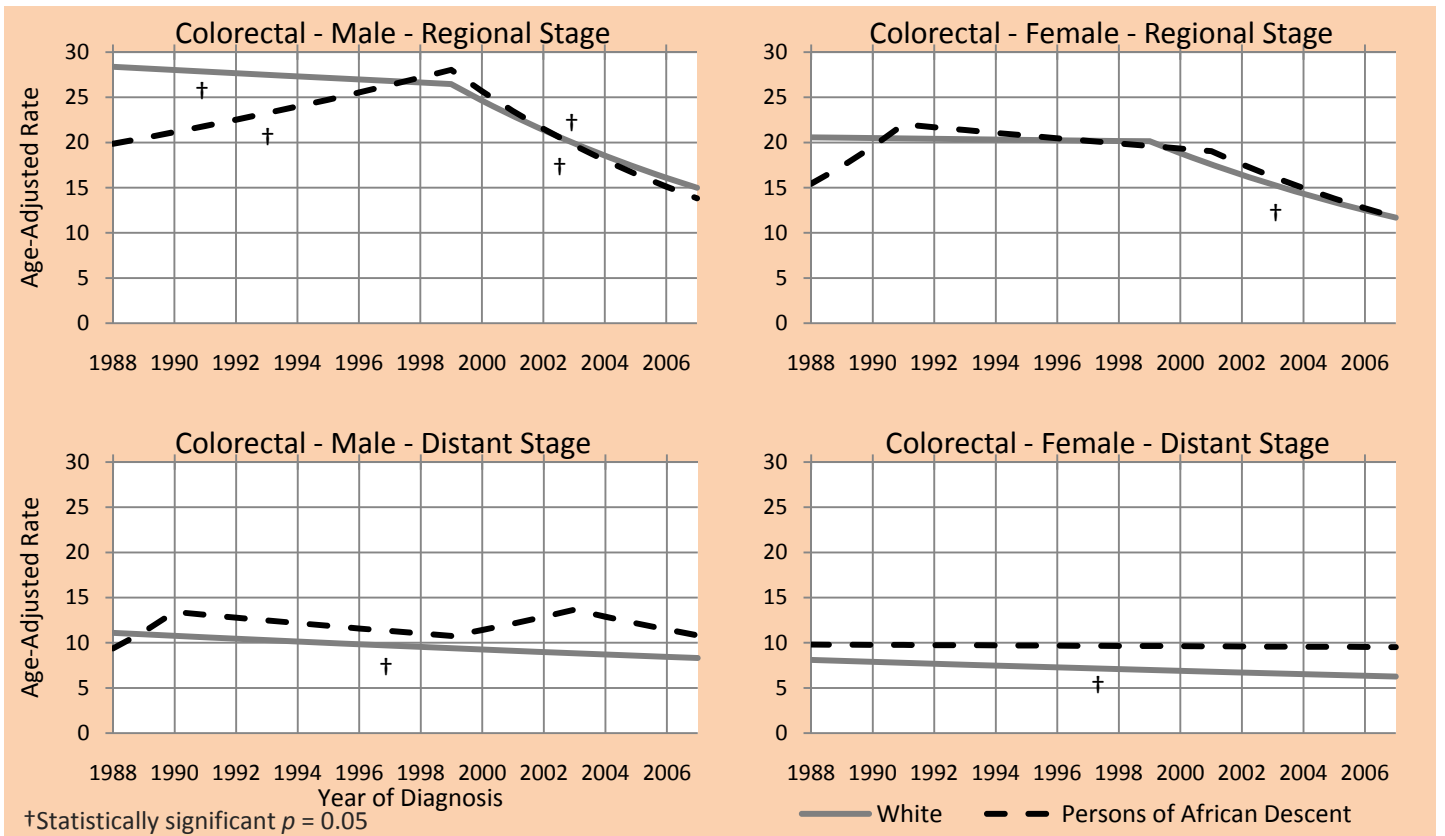 Colorectal - Male - Regional Stage
Age-Adjusted Rate
30
25
20
15
10
5
0
†
†
†
†
1988 1990 1992 1994 1996 1998 2000 2002 2004 2006
Colorectal - Female - Regional Stage
30
25
20
15
10
5
0
†
1988 1990 1992 1994 1996 1998 2000 2002 2004 2006
Colorectal - Male - Distant Stage
Age-Adjusted Rate
30
25
20
15
10
5
0
†
1988 1990 1992 1994 1996 1998 2000 2002 2004 2006
Year of Diagnosis
†Statistically significant p = 0.05
Colorectal - Female - Distant Stage
30
25
20
15
10
5
0
†
1988 1990 1992 1994 1996 1998 2000 2002 2004 2006
White Persons of African Descent